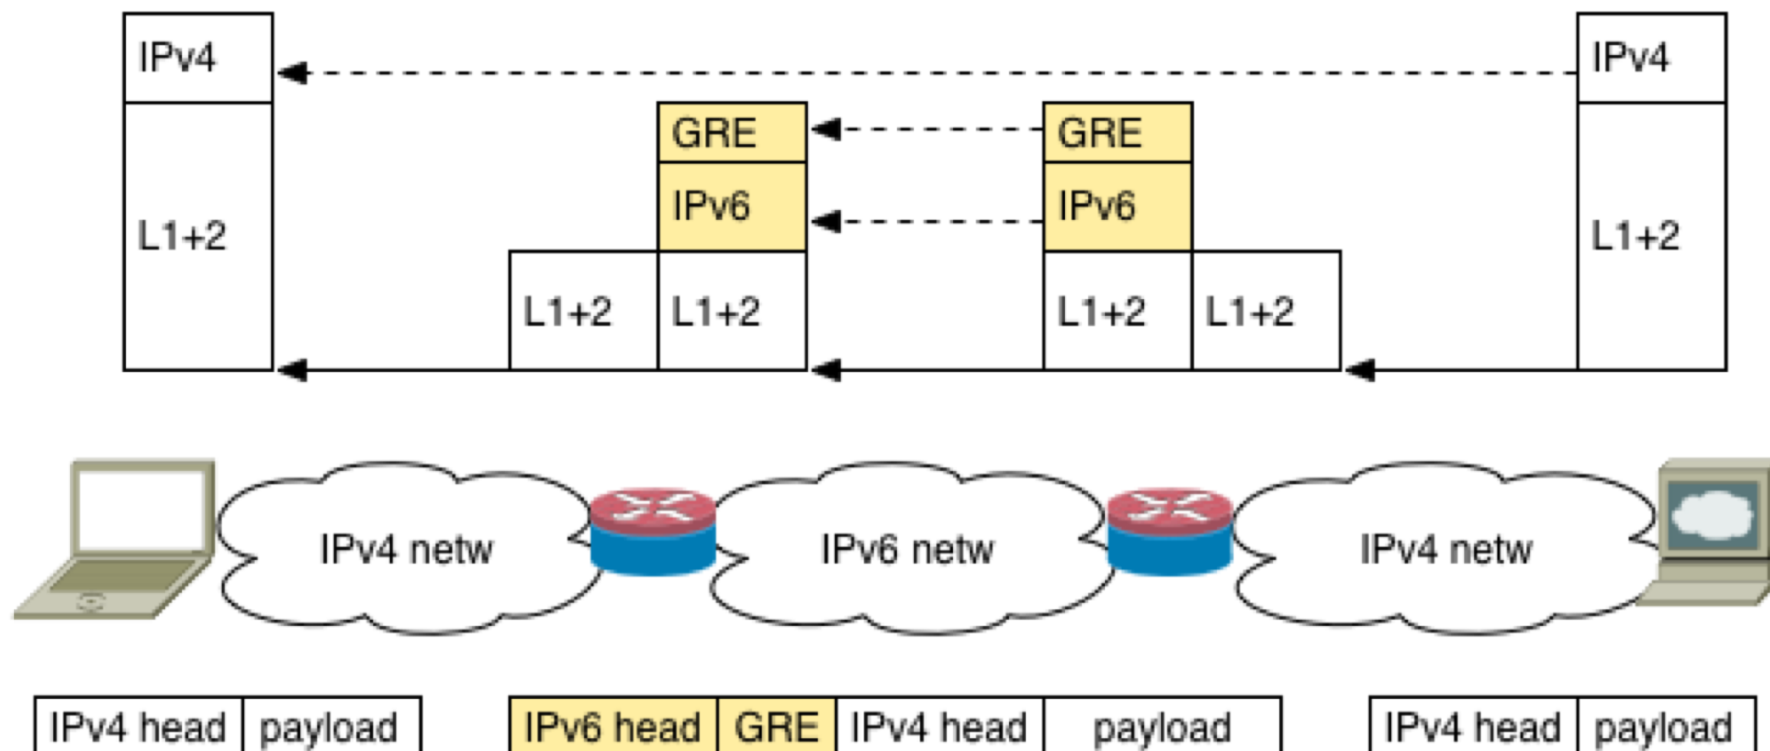 IPv4 IPv4
GRE GRE
IPv6 IPv6
L1+2 L1+2
L1+2 L1+2 L1+2 L1+2
IPv4 netw IPv6 netw IPv4 netw
IPv4 head payload IPv6 head GRE IPv4 head payload IPv4 head payload